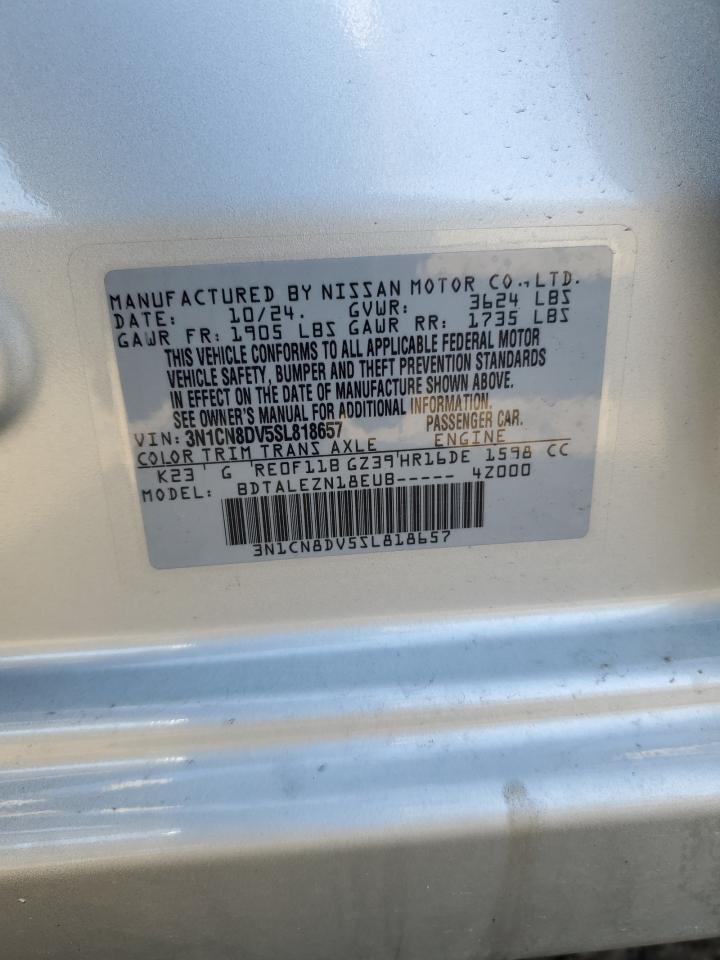 MANUFACTURED BY NISSAN MOTOR CO., LTD.
DATE: 10/24. GVWR: 3624 LBS
GAWR FR: 1905 LBS GAWR RR: 1735 LBS
THIS VEHICLE CONFORMS TO ALL APPLICABLE FEDERAL MOTOR
VEHICLE SAFETY, BUMPER AND THEFT PREVENTION STANDARDS
IN EFFECT ON THE DATE OF MANUFACTURE SHOWN ABOVE.
SEE OWNER'S MANUAL FOR ADDITIONAL INFORMATION.
VIN: 3N1CN8DV5SL818657 PASSENGER CAR.
COLOR TRIM TRANS AXLE ENGINE
K23 G RE0F11B GZ39 HR16DE 1598 CC
MODEL: BDTALEZN18EUB----- 4Z000
3N1CN8DV5SL818657